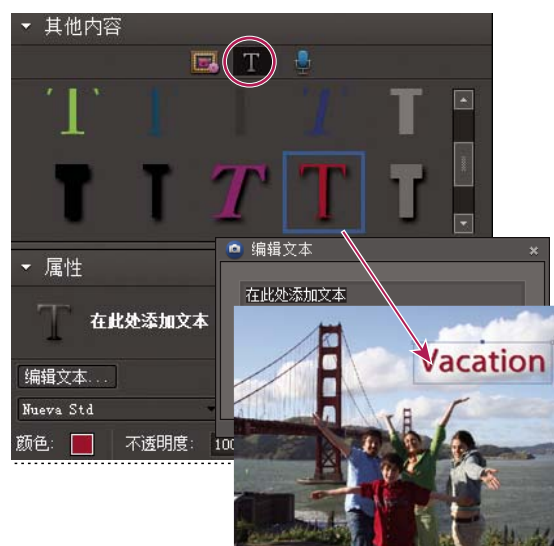 其他内容
T
T T T T T
T T T T T
编辑文本
属性
在此处添加文本
T 在此处添加文本
Vacation
编辑文本...
Nueva Std
颜色: 不透明度: 100